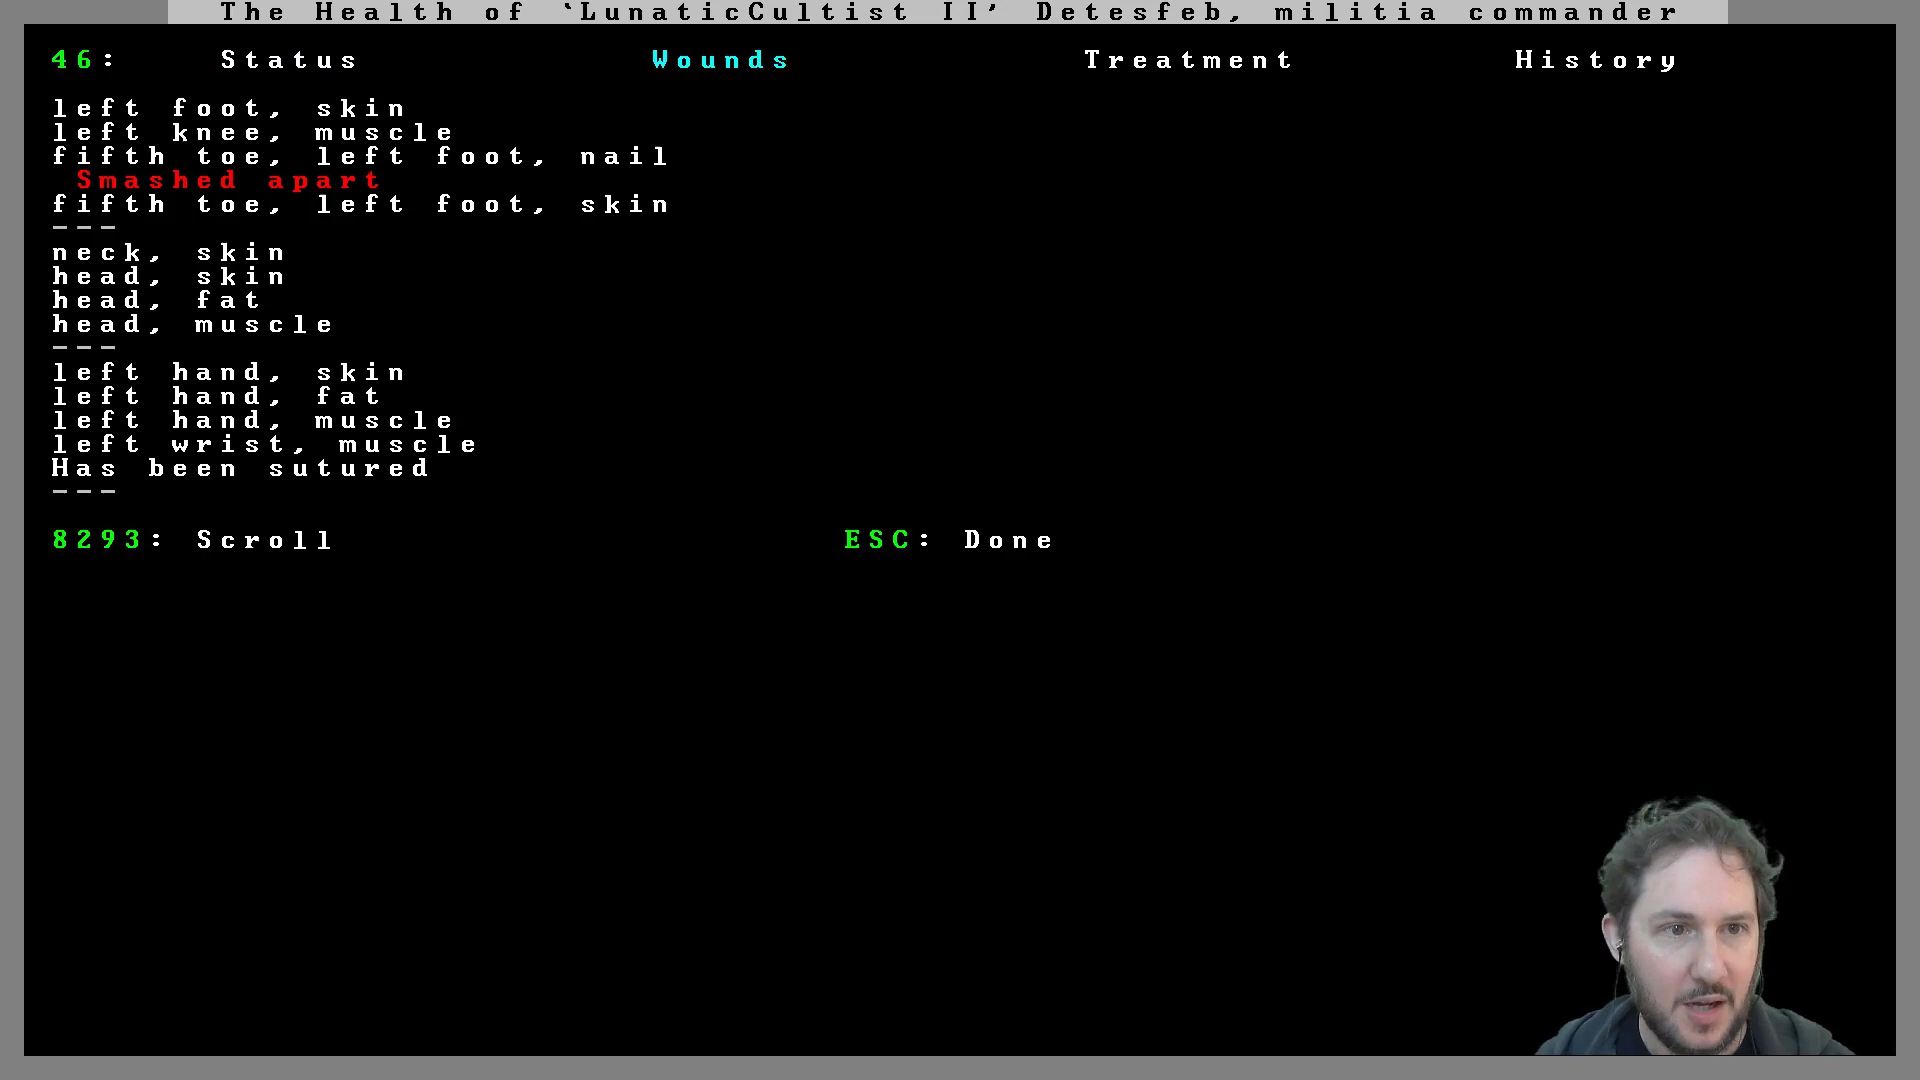 The Health of `LunaticCultist II' Detesfeb, militia commander
46: Status Wounds Treatment History
left foot, skin
left knee, muscle
fifth toe, left foot, nail
Smashed apart
fifth toe, left foot, skin
---
neck, skin
head, skin
head, fat
head, muscle
---
left hand, skin
left hand, fat
left hand, muscle
left wrist, muscle
Has been sutured
---
8293: Scroll ESC: Done